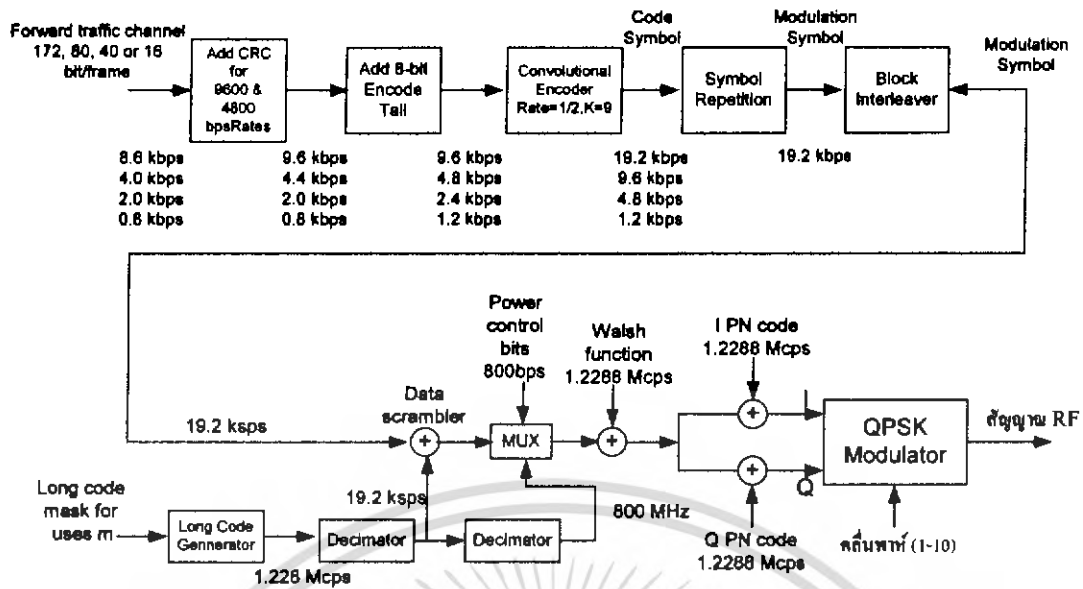 Forward traffic channel
172, 80, 40 or 16
bit/frame
Add CRC
for
9600 &
4800
bpsRates
Add 8-bit
Encode
Tail
Convolutional
Encoder
Rate=1/2,K=9
Code
Symbol
Symbol
Repetition
Modulation
Symbol
Block
Interleaver
Modulation
Symbol
8.6 kbps
4.0 kbps
2.0 kbps
0.8 kbps
9.6 kbps
4.4 kbps
2.0 kbps
0.8 kbps
9.6 kbps
4.8 kbps
2.4 kbps
1.2 kbps
19.2 kbps
9.6 kbps
4.8 kbps
1.2 kbps
19.2 kbps
Power
control
bits
800bps
Walsh
function
1.2288 Mcps
I PN code
1.2288 Mcps
Data
scrambler
19.2 ksps
+
MUX
+
+
+
I
Q
QPSK
Modulator
สัญญาณ RF
19.2 ksps
800 MHz
Long code
mask for
uses m
Long Code
Gennerator
Decimator
Decimator
1.228 Mcps
Q PN code
1.2288 Mcps
คลื่นพาห์ (1-10)